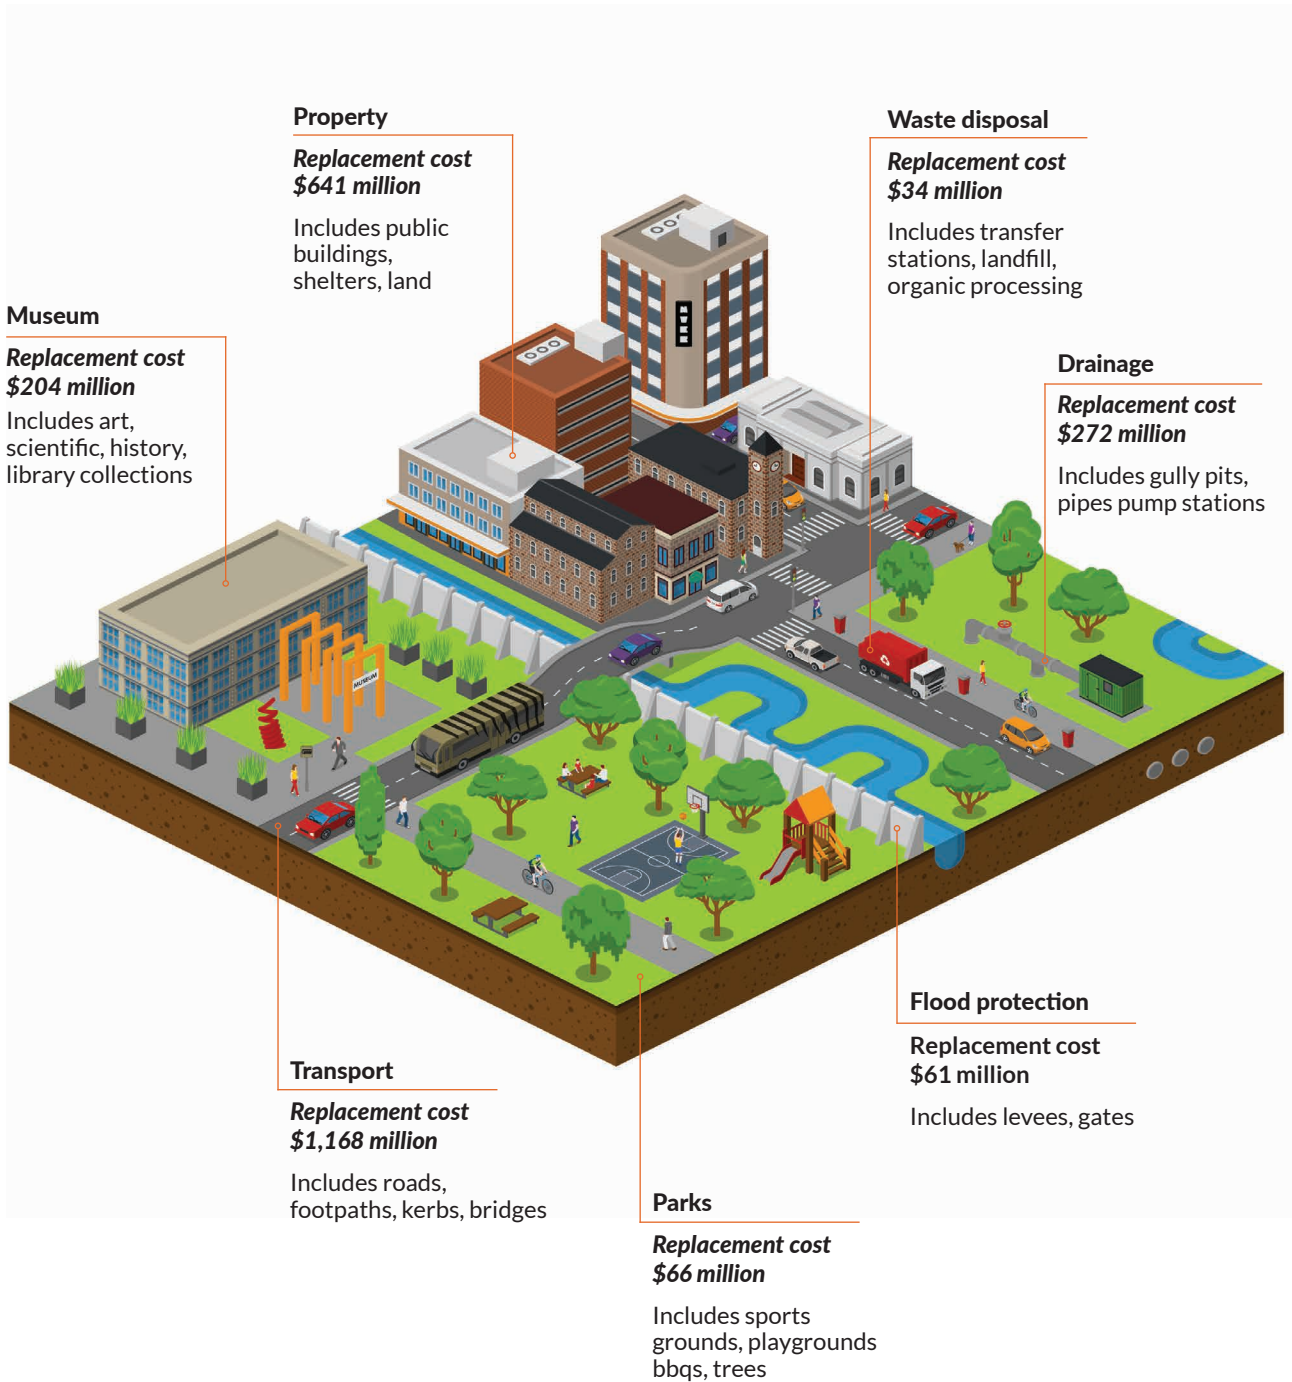 Property
Replacement cost
$641 million
Includes public
buildings,
shelters, land
Waste disposal
Replacement cost
$34 million
Includes transfer
stations, landfill,
organic processing
Museum
Replacement cost
$204 million
Includes art,
scientific, history,
library collections
Drainage
Replacement cost
$272 million
Includes gully pits,
pipes pump stations
MUSEUM
Flood protection
Replacement cost
$61 million
Includes levees, gates
Transport
Replacement cost
$1,168 million
Includes roads,
footpaths, kerbs, bridges
Parks
Replacement cost
$66 million
Includes sports
grounds, playgrounds
bbqs, trees